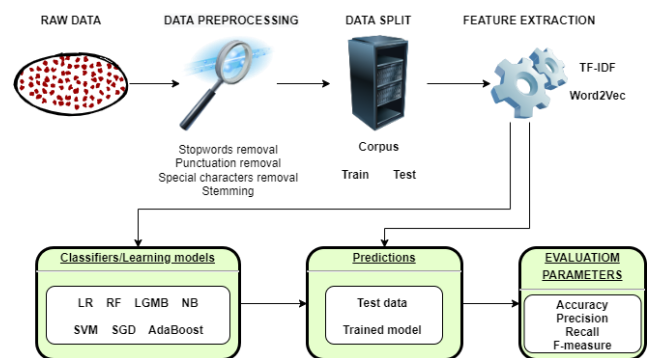 RAW DATA
DATA PREPROCESSING
DATA SPLIT
FEATURE EXTRACTION
TF-IDF
Word2Vec
Stopwords removal
Punctuation removal
Special characters removal
Stemming
Corpus
Train Test
Classifiers/Learning models
LR RF LGMB NB
SVM SGD AdaBoost
Predictions
Test data
Trained model
EVALUATIOM
PARAMETERS
Accuracy
Precision
Recall
F-measure